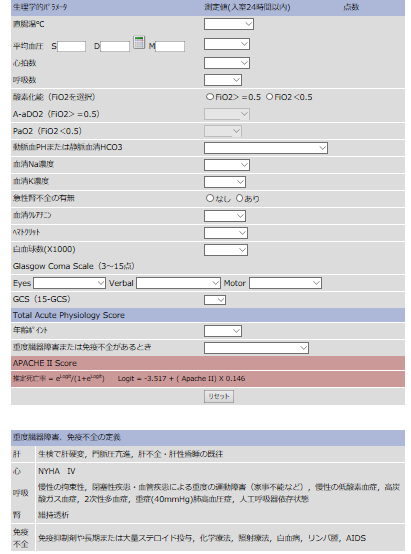 生理学的ﾊﾟﾗﾒｰﾀ 測定値(入室24時間以内) 点数
直腸温℃
平均血圧 S D M
心拍数
呼吸数
酸素化能（FiO2を選択） FiO2＞＝0.5 FiO2＜0.5
A-aDO2（FiO2＞＝0.5）
PaO2（FiO2＜0.5）
動脈血PHまたは静脈血清HCO3
血清Na濃度
血清K濃度
急性腎不全の有無 なし あり
血清ｸﾚｱﾁﾆﾝ
ﾍﾏﾄｸﾘｯﾄ
白血球数(X1000)
Glasgow Coma Scale（3～15点）
Eyes Verbal Motor
GCS（15-GCS）
Total Acute Physiology Score
年齢ﾎﾟｲﾝﾄ
重度臓器障害または免疫不全があるとき
APACHE II Score
推定死亡率 = eLogit/(1+eLogit) Logit = -3.517 + ( Apache II) X 0.146
リセット
重度臓器障害、免疫不全の定義
肝 生検で肝硬変，門脈圧亢進，肝不全・肝性痙睡の既往
心 NYHA Ⅳ
呼吸 慢性の拘束性，閉塞性疾患・血管疾患による重度の運動障害（家事不能など），慢性の低酸素血症，高炭
酸ガス血症，2次性多血症，重症(40mmHg)肺高血圧症，人工呼吸器依存状態
腎 維持透析
免疫
不全 免疫抑制剤や長期または大量ステロイド投与，化学療法，照射療法，白血病，リンパ腫，AIDS